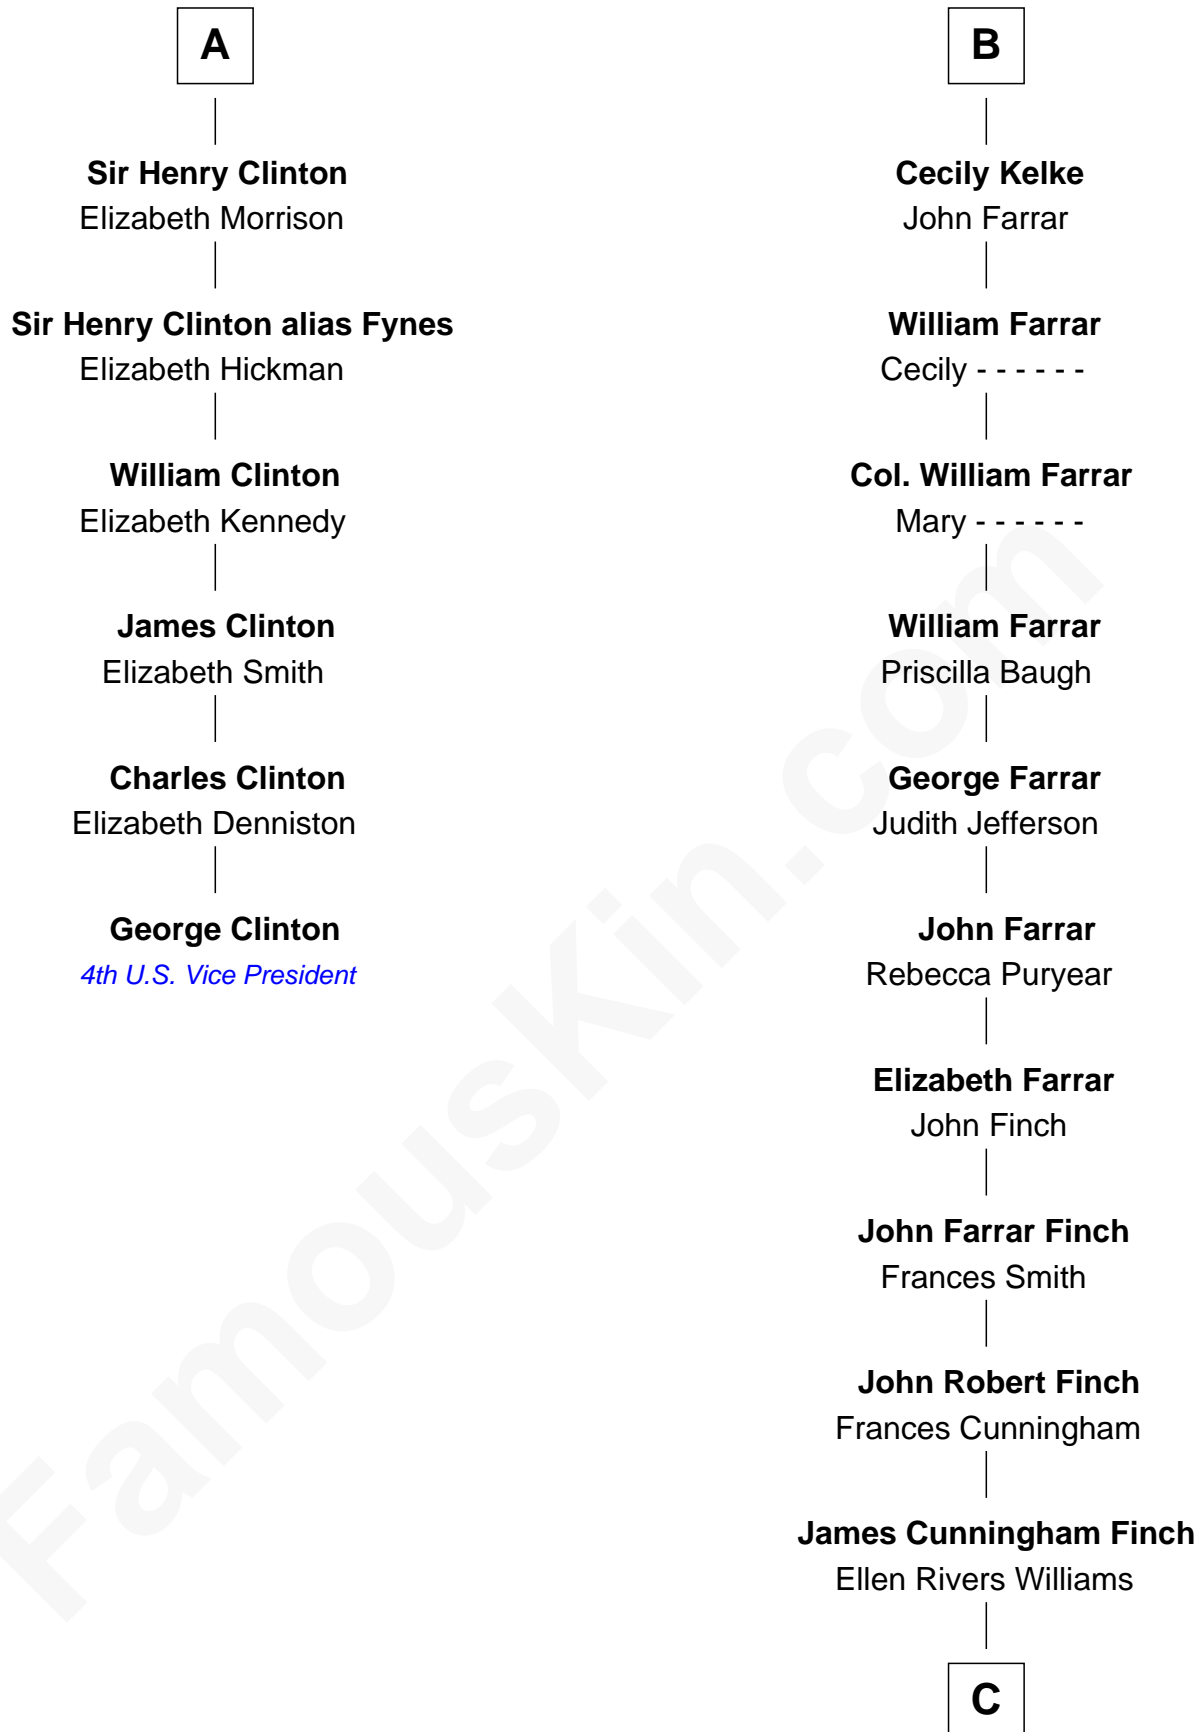 A
Sir Henry Clinton
Elizabeth Morrison
Sir Henry Clinton alias Fynes
Elizabeth Hickman
William Clinton
Elizabeth Kennedy
James Clinton
Elizabeth Smith
Charles Clinton
Elizabeth Denniston
George Clinton
4th U.S. Vice President
B
Cecily Kelke
John Farrar
William Farrar
Cecily - - - - - -
Col. William Farrar
Mary - - - - - -
William Farrar
Priscilla Baugh
George Farrar
Judith Jefferson
John Farrar
Rebecca Puryear
Elizabeth Farrar
John Finch
John Farrar Finch
Frances Smith
John Robert Finch
Frances Cunningham
James Cunningham Finch
Ellen Rivers Williams
C
FamousKin.com